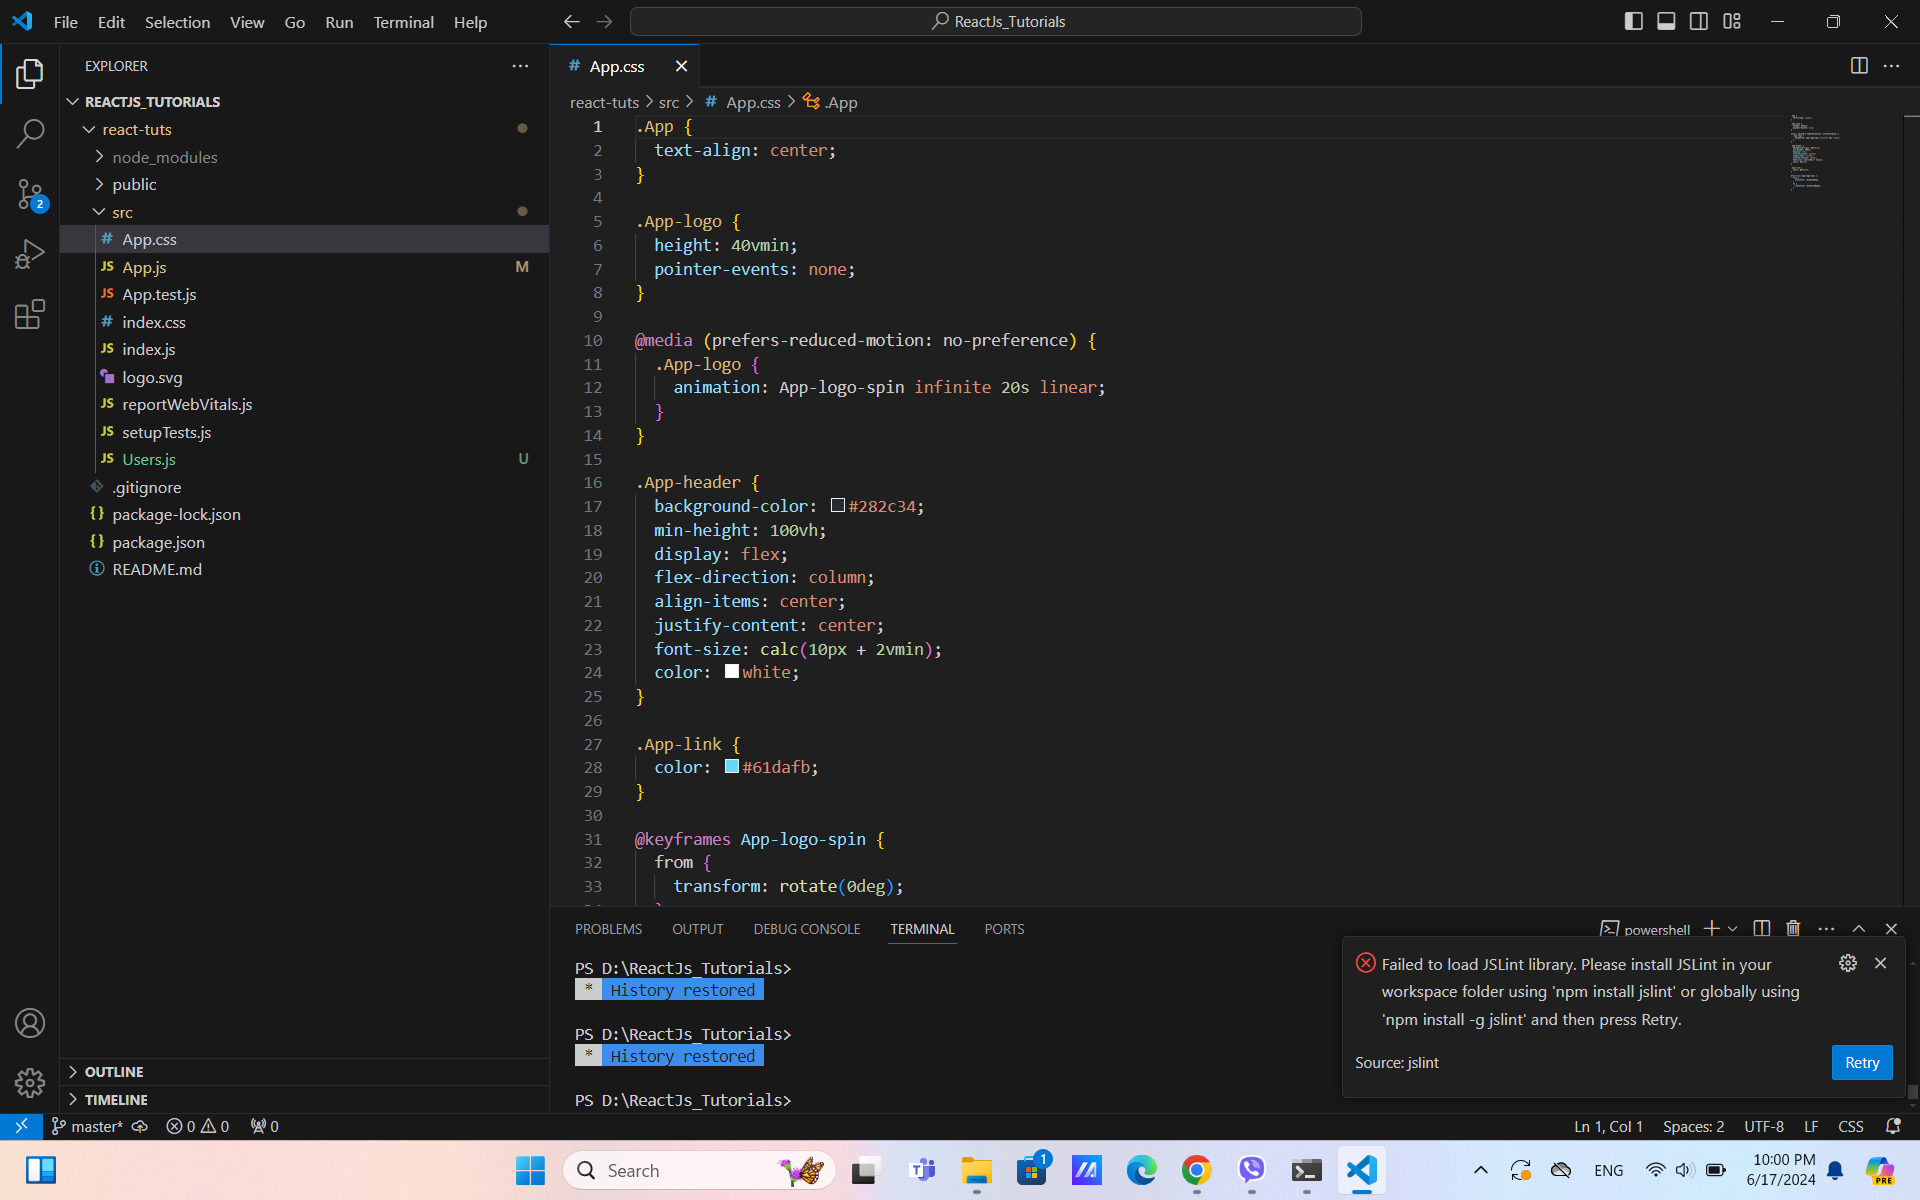 File Edit Selection View Go Run Terminal Help
ReactJs_Tutorials
EXPLORER
REACTJS_TUTORIALS
react-tuts
node_modules
public
src
# App.css
JS App.js M
JS App.test.js
# index.css
JS index.js
logo.svg
JS reportWebVitals.js
JS setupTests.js
JS Users.js U
.gitignore
{} package-lock.json
{} package.json
README.md
OUTLINE
TIMELINE
2
# App.css
react-tuts > src > # App.css > .App
1 .App {
2 text-align: center;
3 }
4
5 .App-logo {
6 height: 40vmin;
7 pointer-events: none;
8 }
9
10 @media (prefers-reduced-motion: no-preference) {
11 .App-logo {
12 animation: App-logo-spin infinite 20s linear;
13 }
14 }
15
16 .App-header {
17 background-color: #282c34;
18 min-height: 100vh;
19 display: flex;
20 flex-direction: column;
21 align-items: center;
22 justify-content: center;
23 font-size: calc(10px + 2vmin);
24 color: white;
25 }
26
27 .App-link {
28 color: #61dafb;
29 }
30
31 @keyframes App-logo-spin {
32 from {
33 transform: rotate(0deg);
PROBLEMS OUTPUT DEBUG CONSOLE TERMINAL PORTS
powershell
PS D:\ReactJs_Tutorials>
* History restored
PS D:\ReactJs_Tutorials>
* History restored
PS D:\ReactJs_Tutorials>
Failed to load JSLint library. Please install JSLint in your
workspace folder using 'npm install jslint' or globally using
'npm install -g jslint' and then press Retry.
Source: jslint
Retry
master* 0 0 0
Ln 1, Col 1 Spaces: 2 UTF-8 LF CSS
Search
1
ENG
10:00 PM
6/17/2024
PRE